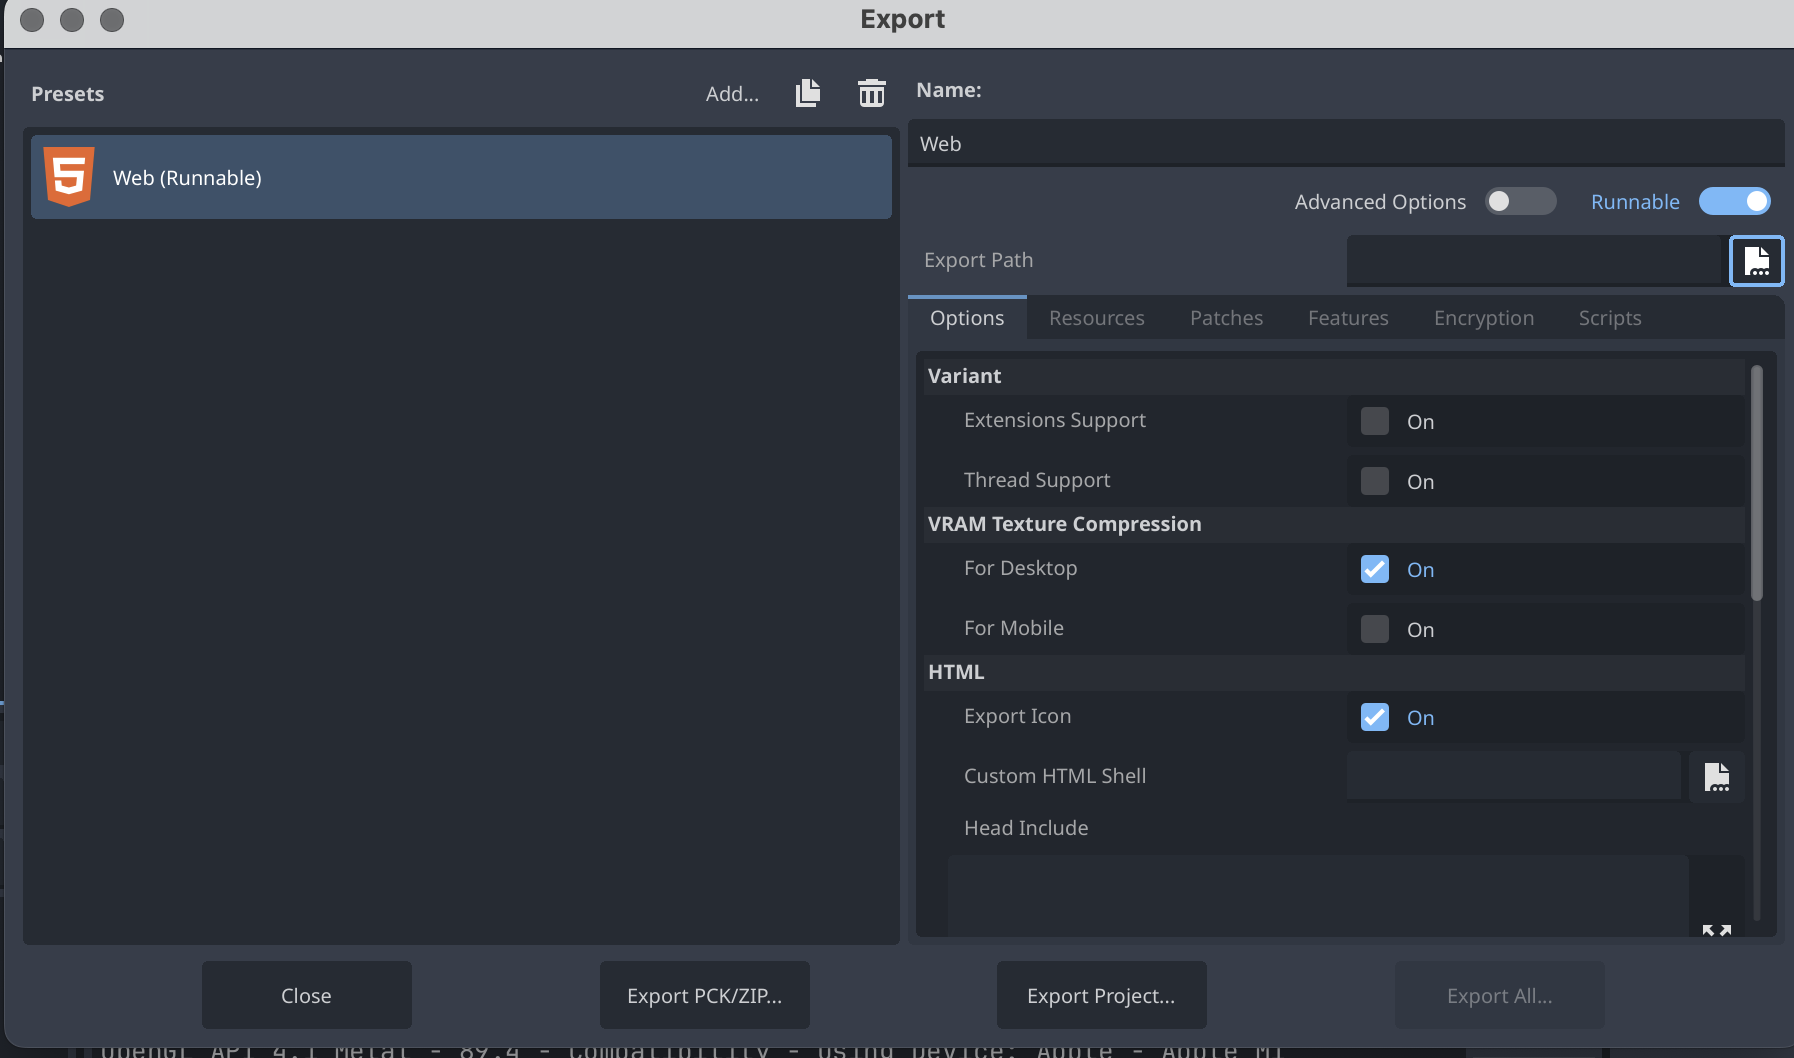 Export
Presets
Add...
Web (Runnable)
Name:
Web
Advanced Options
Runnable
Export Path
Options Resources Patches Features Encryption Scripts
Variant
Extensions Support On
Thread Support On
VRAM Texture Compression
For Desktop On
For Mobile On
HTML
Export Icon On
Custom HTML Shell
Head Include
Close Export PCK/ZIP... Export Project... Export All...
OpenGL API 4.1 Metal - 89.4 - Compatibility - Using Device: Apple - Apple M1